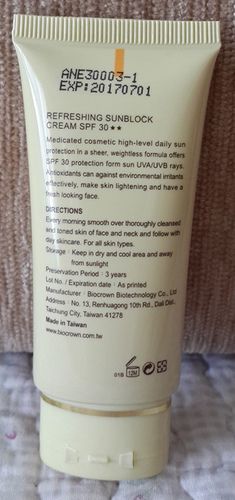 ANE30003-1
EXP:20170701
REFRESHING SUNBLOCK
CREAM SPF 30★★
Medicated cosmetic high-level daily sun
protection in a sheer, weightless formula offers
SPF 30 protection form sun UVA/UVB rays.
Antioxidants can against environmental irritants
effectively, make skin lightening and have a
fresh looking face.
DIRECTIONS
Every morning smooth over thoroughly cleansed
and toned skin of face and neck and follow with
day skincare. For all skin types.
Storage : Keep in dry and cool area and away
from sunlight
Preservation Period : 3 years
Lot No. / Expiration date : As printed
Manufacturer : Biocrown Biotechnology Co., Ltd
Address : No. 13, Renhuagong 10th Rd., Dali Dist.,
Taichung City, Taiwan 41278
Made in Taiwan
www.biocrown.com.tw
01B 12M